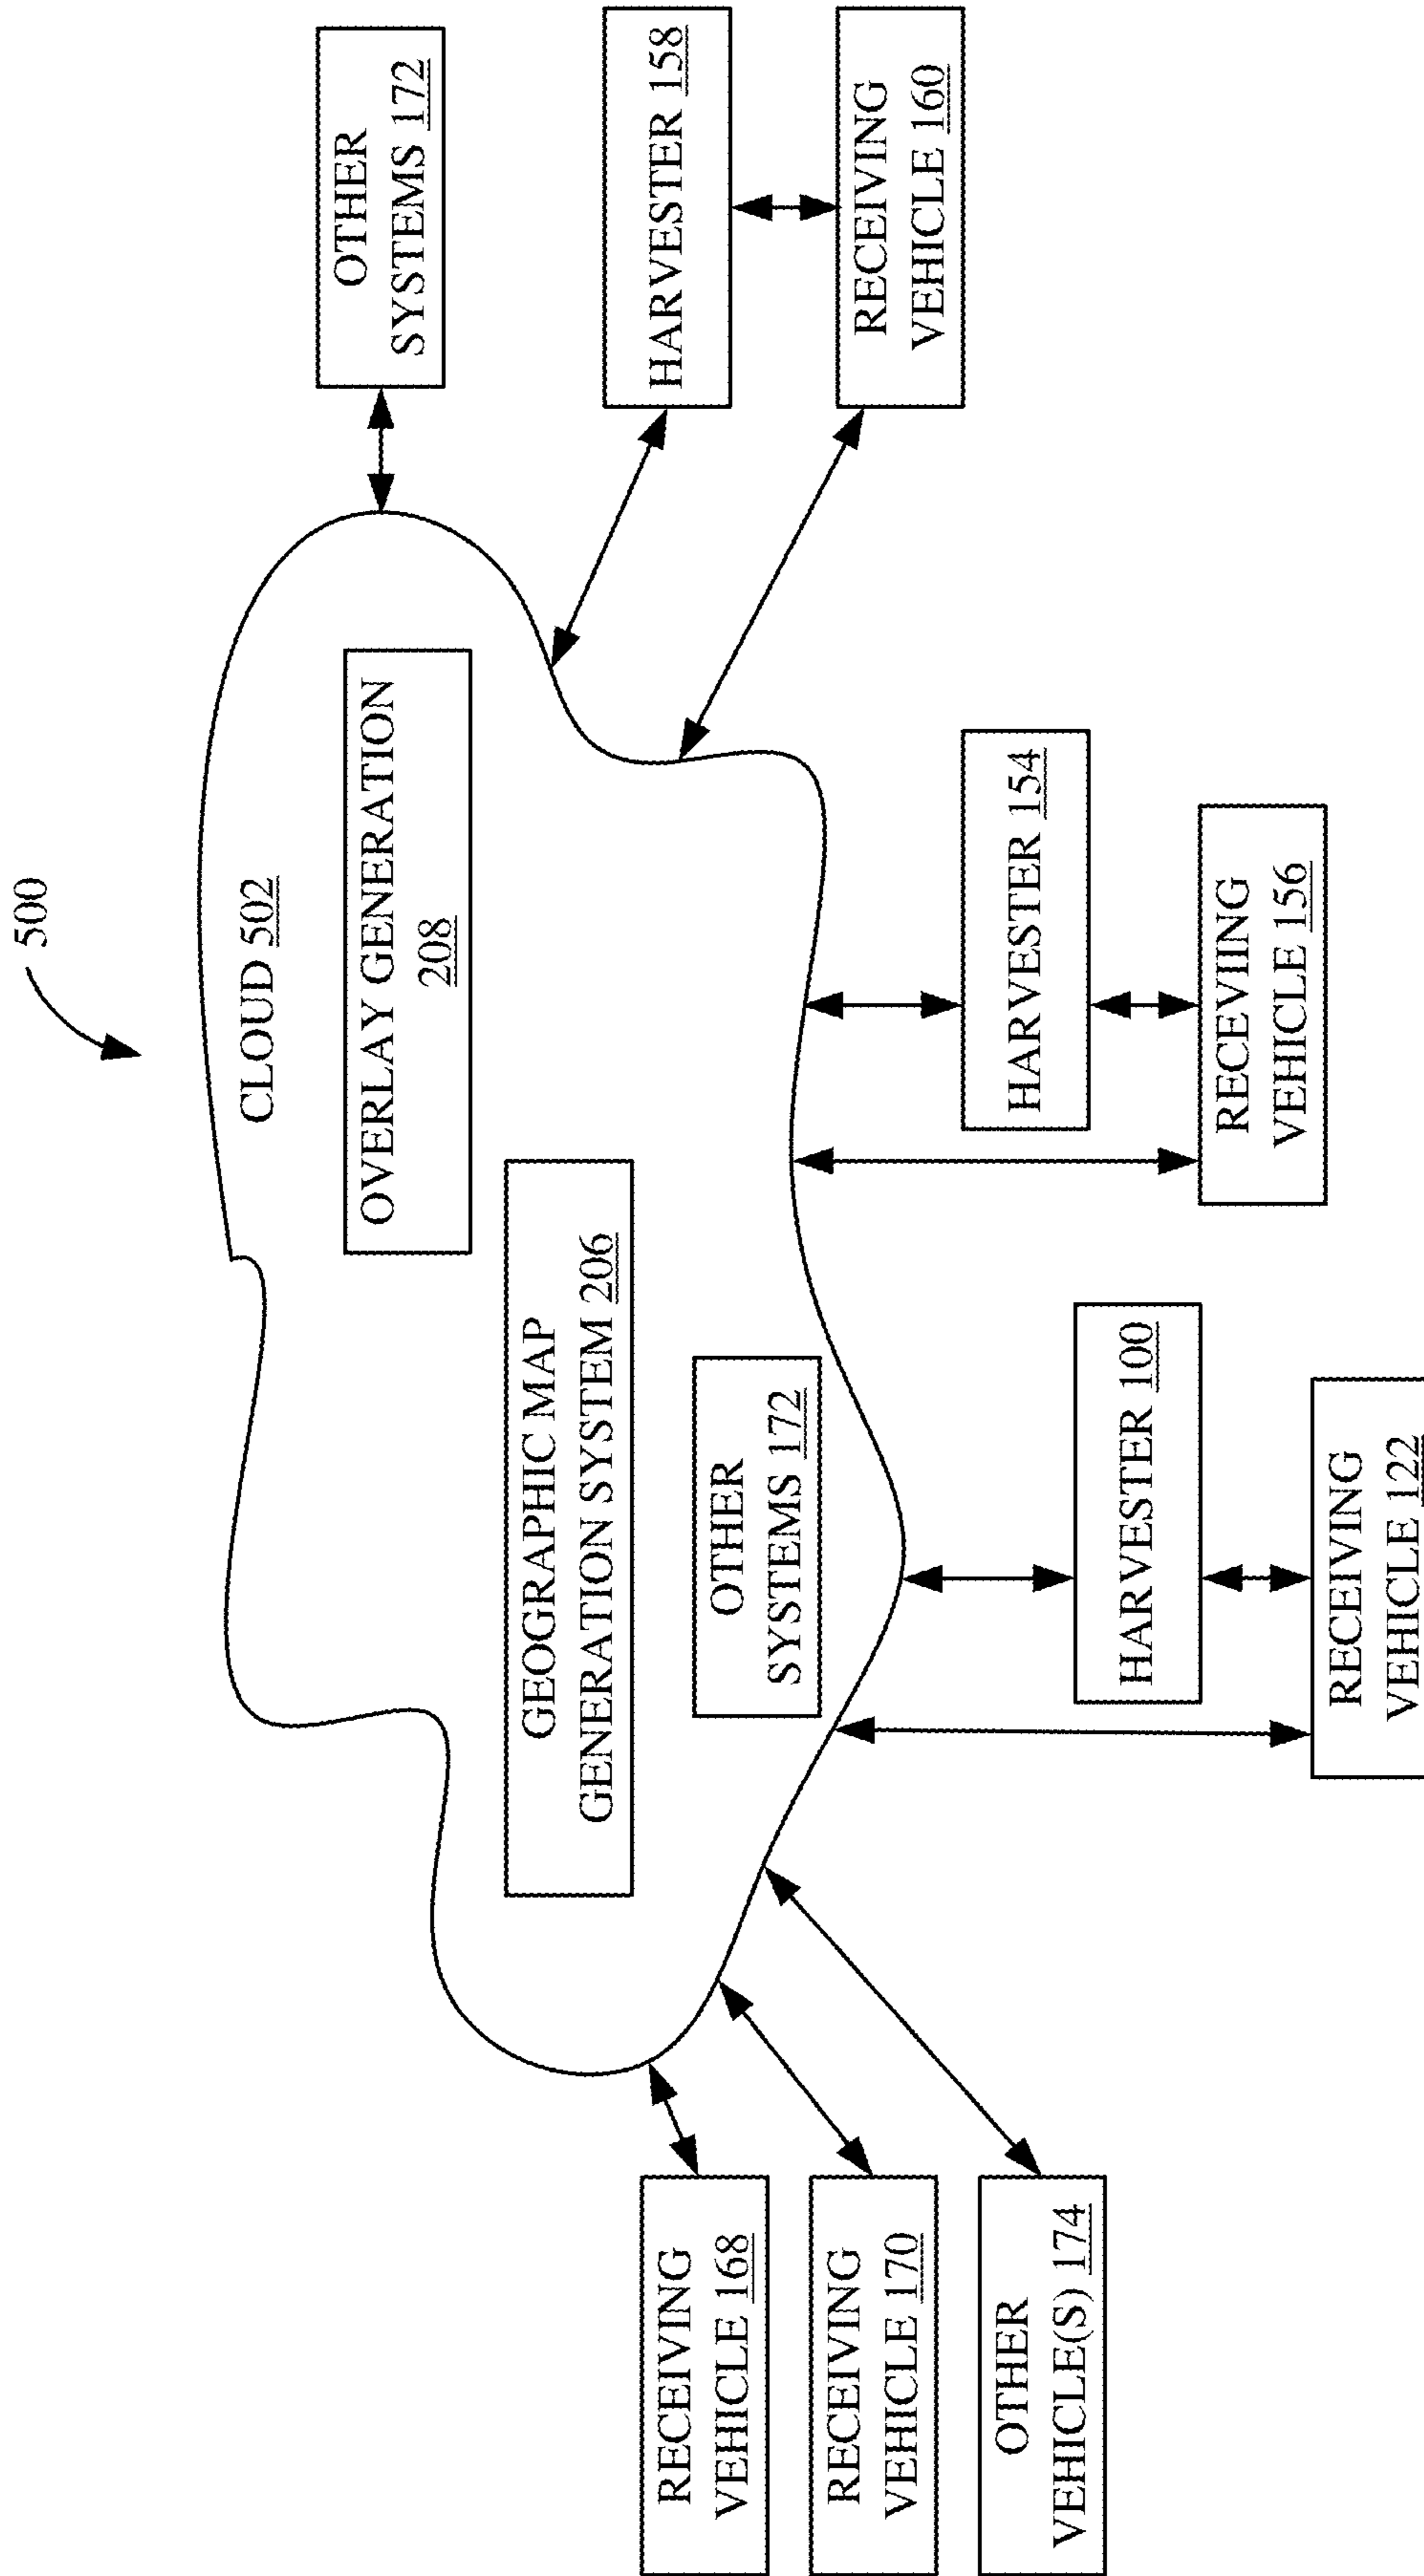 500
CLOUD 502
OVERLAY GENERATION
208
GEOGRAPHIC MAP
GENERATION SYSTEM 206
OTHER
SYSTEMS 172
OTHER
SYSTEMS 172
HARVESTER 158
RECEIVING
VEHICLE 160
HARVESTER 154
RECEVIING
VEHICLE 156
HARVESTER 100
RECEIVING
VEHICLE 122
RECEIVING
VEHICLE 168
RECEIVING
VEHICLE 170
OTHER
VEHICLE(S) 174